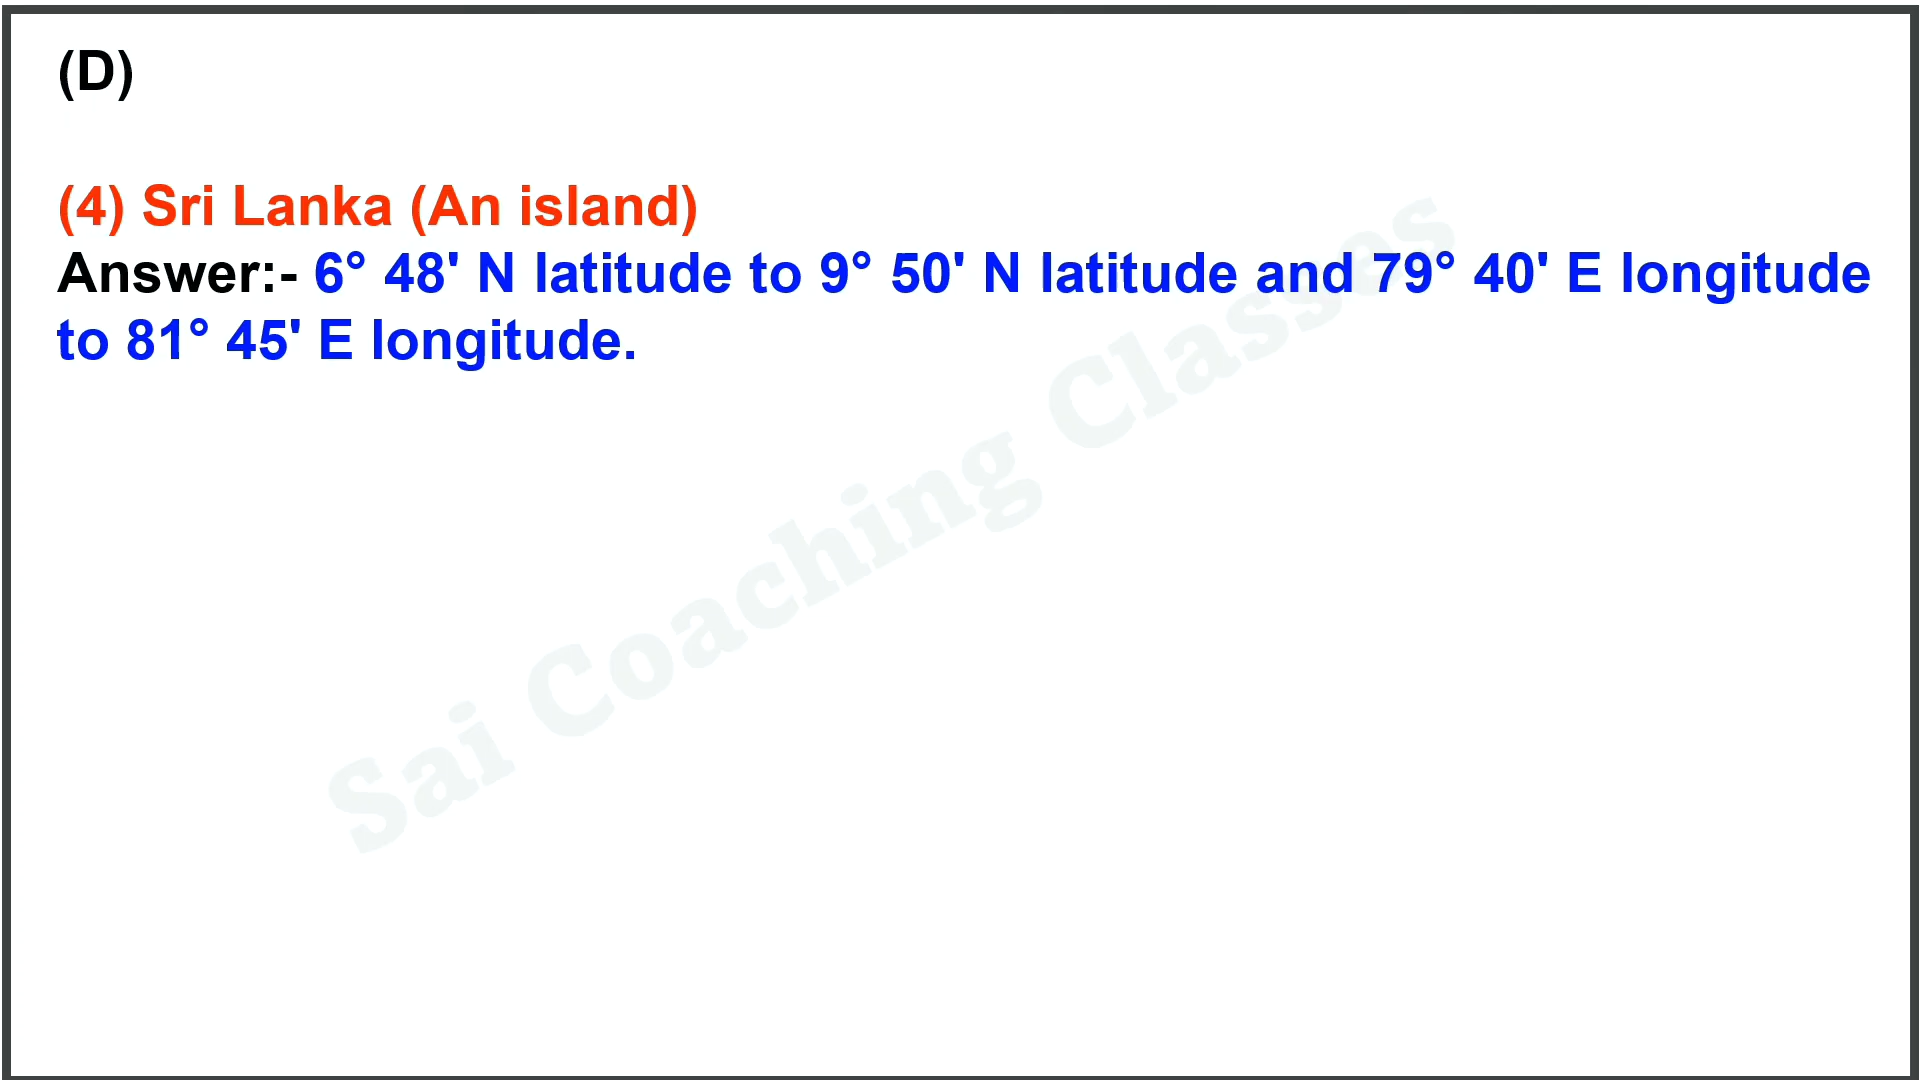 (D)
(4) Sri Lanka (An island)
Answer:- 6° 48' N latitude to 9° 50' N latitude and 79° 40' E longitude
to 81° 45' E longitude.
Sai Coaching Classes